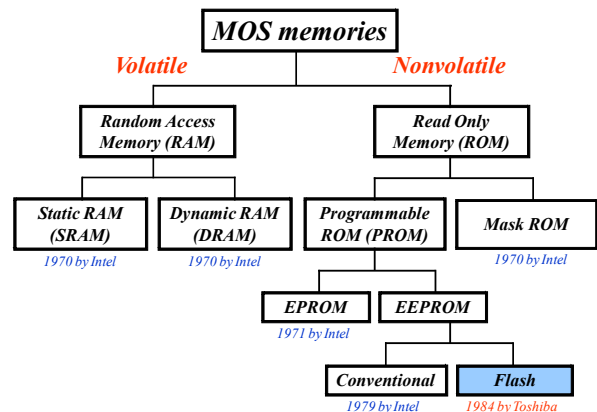 MOS memories
Volatile
Nonvolatile
Random Access
Memory (RAM)
Read Only
Memory (ROM)
Static RAM
(SRAM)
Dynamic RAM
(DRAM)
Programmable
ROM (PROM)
Mask ROM
1970 by Intel
1970 by Intel
1970 by Intel
EPROM
EEPROM
1971 by Intel
Conventional
Flash
1979 by Intel
1984 by Toshiba